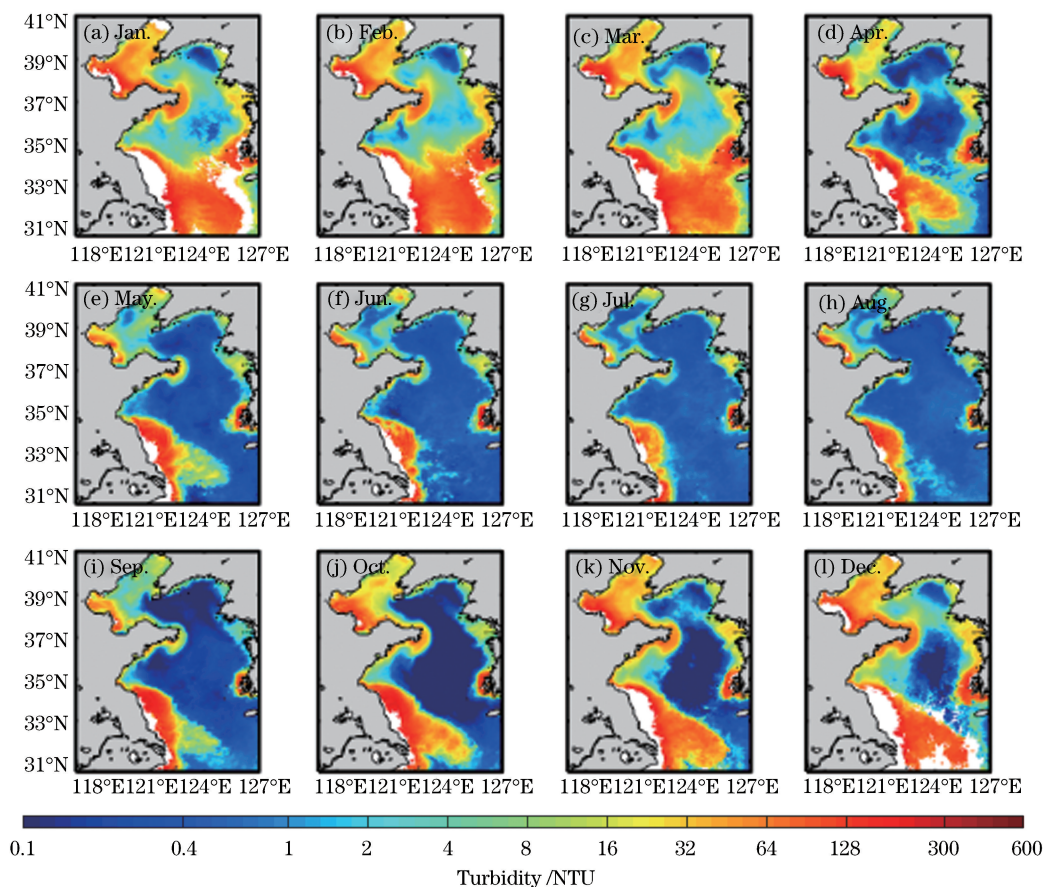 41°N (a) Jan. (b) Feb. (c) Mar. (d) Apr.
39°N
37°N
35°N
33°N
31°N
118°E121°E124°E 127°E 118°E121°E124°E 127°E 118°E121°E124°E 127°E 118°E121°E124°E 127°E
41°N (e) May. (f) Jun. (g) Jul. (h) Aug.
39°N
37°N
35°N
33°N
31°N
118°E121°E124°E 127°E 118°E121°E124°E 127°E 118°E121°E124°E 127°E 118°E121°E124°E 127°E
41°N (i) Sep. (j) Oct. (k) Nov. (l) Dec.
39°N
37°N
35°N
33°N
31°N
118°E121°E124°E 127°E 118°E121°E124°E 127°E 118°E121°E124°E 127°E 118°E121°E124°E 127°E
0.1 0.4 1 2 4 8 16 32 64 128 300 600
Turbidity /NTU